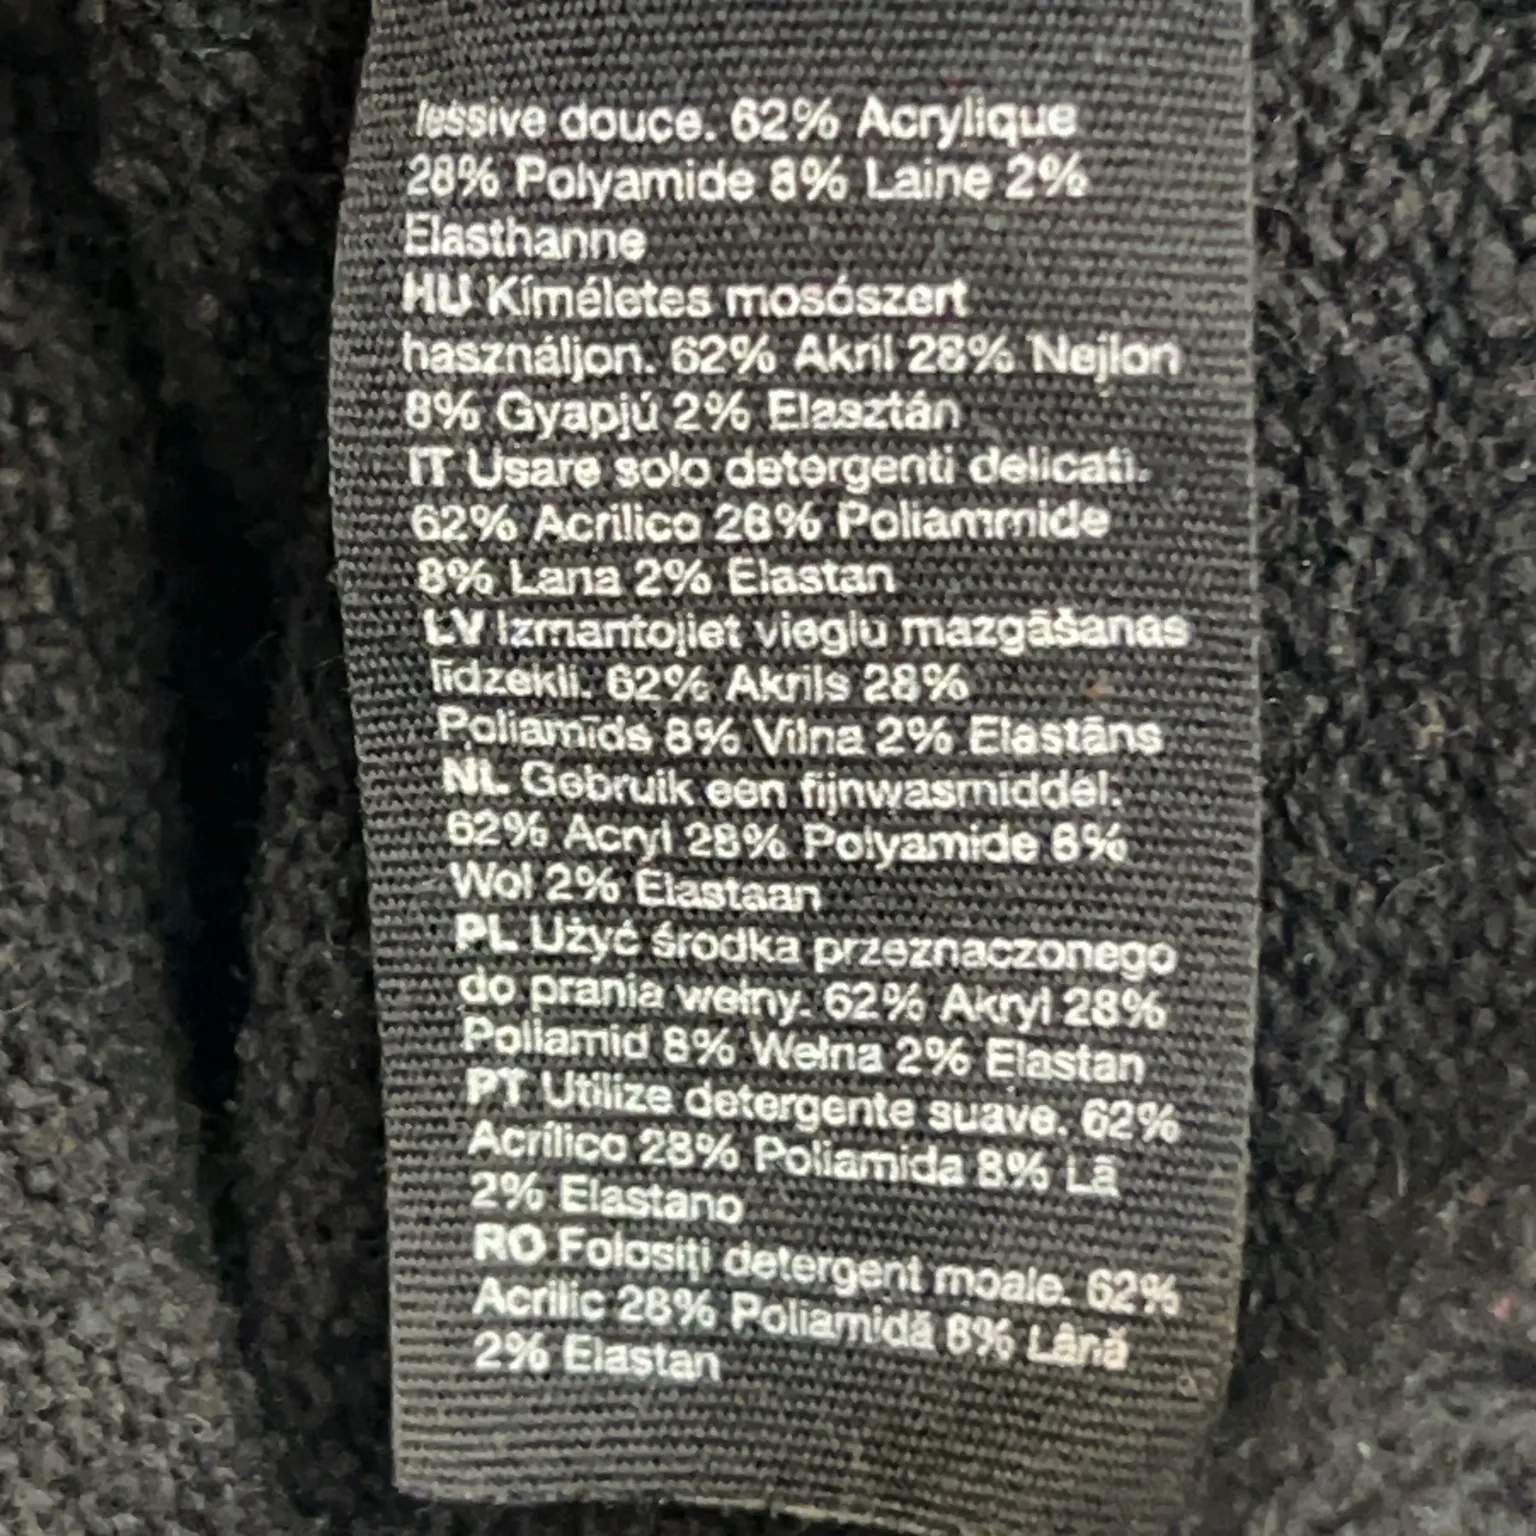 lessive douce. 62% Acrylique
28% Polyamide 8% Laine 2%
Elasthanne
HU Kíméletes mosószert
használjon. 62% Akril 28% Nejlon
8% Gyapjú 2% Elasztán
IT Usare solo detergenti delicati.
62% Acrilico 28% Poliammide
8% Lana 2% Elastan
LV Izmantojiet vieglu mazgāšanas
līdzekli. 62% Akrils 28%
Poliamīds 8% Vilna 2% Elastāns
NL Gebruik een fijnwasmiddel.
62% Acryl 28% Polyamide 8%
Wol 2% Elastaan
PL Użyć środka przeznaczonego
do prania wełny. 62% Akryl 28%
Poliamid 8% Wełna 2% Elastan
PT Utilize detergente suave. 62%
Acrílico 28% Poliamida 8% Lã
2% Elastano
RO Folosiți detergent moale. 62%
Acrilic 28% Poliamidă 8% Lână
2% Elastan